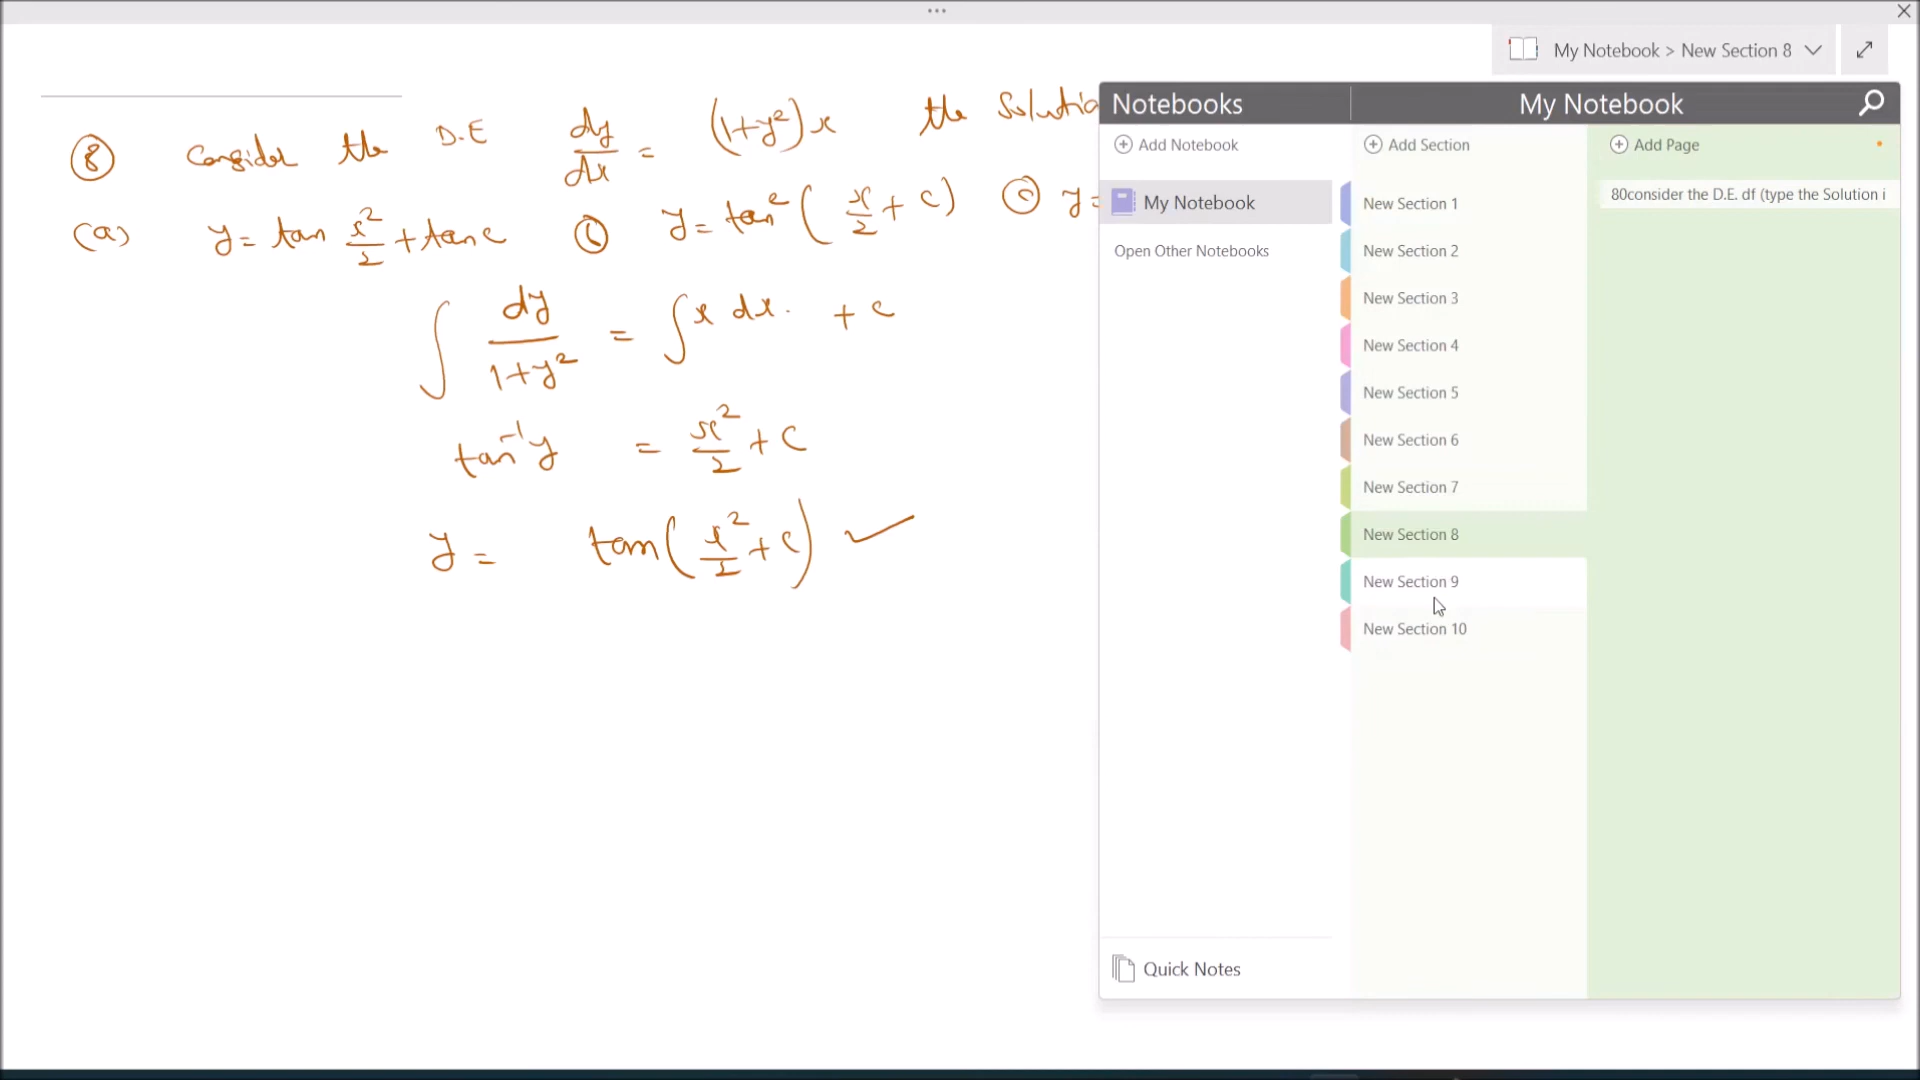 ...
My Notebook > New Section 8
⑧ Consider the D.E dy/dx = (1+y²)x the Solutio
(a) y = tan x²/2 + tan c ⓑ y = tan² (x/2 + c) ⓒ y =
∫ dy/(1+y²) = ∫ x dx. + c
tan⁻¹y = x²/2 + C
y = tan(x²/2 + c) ✓
Notebooks
My Notebook
Add Notebook
My Notebook
Open Other Notebooks
Quick Notes
Add Section
New Section 1
New Section 2
New Section 3
New Section 4
New Section 5
New Section 6
New Section 7
New Section 8
New Section 9
New Section 10
Add Page
80consider the D.E. df (type the Solution i